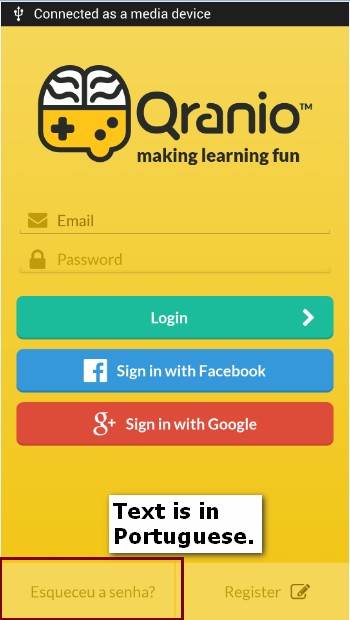 Connected as a media device
Qranio™
making learning fun
Email
Password
Login
Sign in with Facebook
g+ Sign in with Google
Text is in
Portuguese.
Esqueceu a senha?
Register